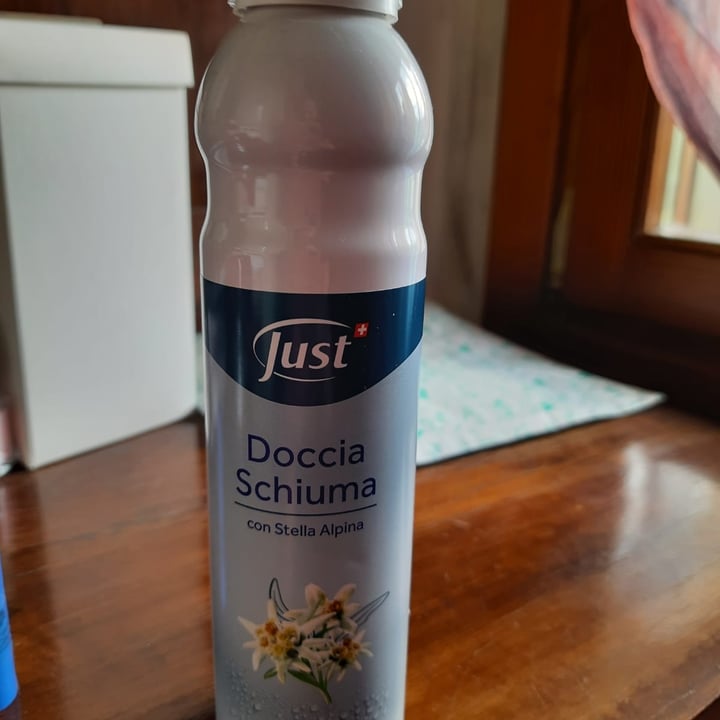 Just
Doccia
Schiuma
con Stella Alpina